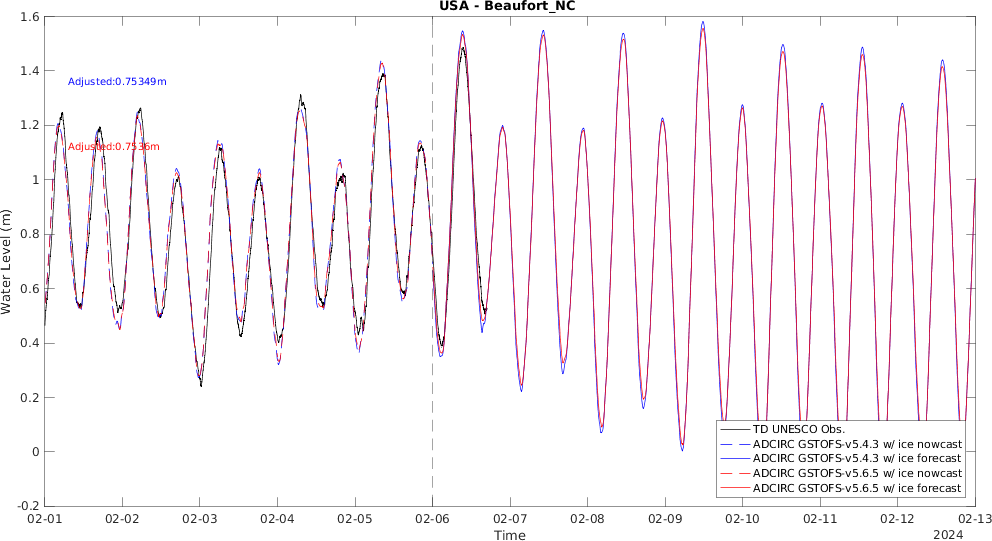 USA - Beaufort_NC
1.6
1.4
1.2
1
0.8
0.6
0.4
0.2
0
-0.2
Water Level (m)
Adjusted:0.75349m
Adjusted:0.7536m
TD UNESCO Obs.
ADCIRC GSTOFS-v5.4.3 w/ ice nowcast
ADCIRC GSTOFS-v5.4.3 w/ ice forecast
ADCIRC GSTOFS-v5.6.5 w/ ice nowcast
ADCIRC GSTOFS-v5.6.5 w/ ice forecast
02-01 02-02 02-03 02-04 02-05 02-06 02-07 02-08 02-09 02-10 02-11 02-12 02-13
Time
2024